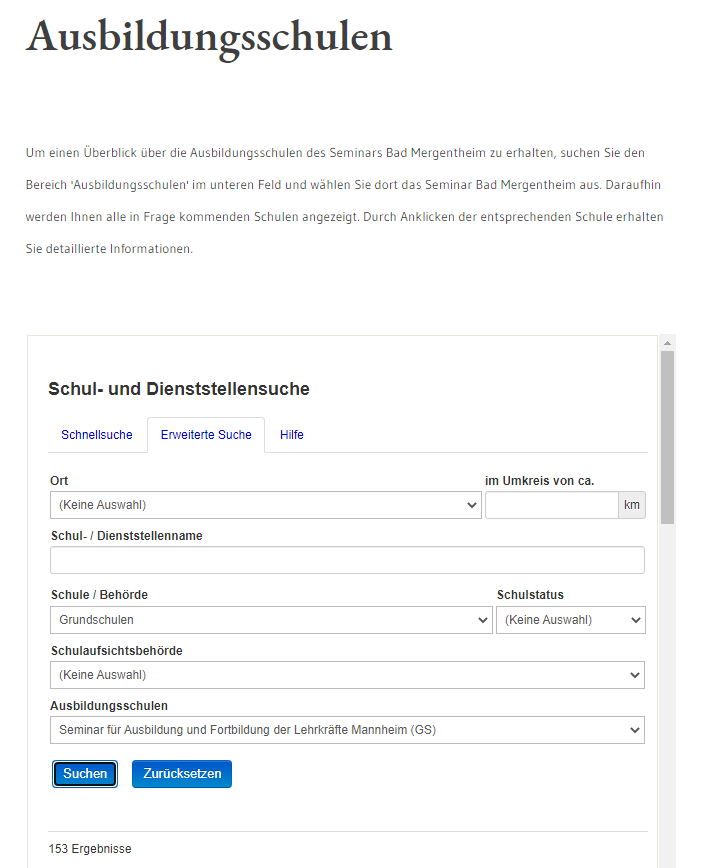 Ausbildungsschulen
Um einen Überblick über die Ausbildungsschulen des Seminars Bad Mergentheim zu erhalten, suchen Sie den
Bereich 'Ausbildungsschulen' im unteren Feld und wählen Sie dort das Seminar Bad Mergentheim aus. Daraufhin
werden Ihnen alle in Frage kommenden Schulen angezeigt. Durch Anklicken der entsprechenden Schule erhalten
Sie detaillierte Informationen.
Schul- und Dienststellensuche
Schnellsuche Erweiterte Suche Hilfe
Ort im Umkreis von ca.
(Keine Auswahl) km
Schul- / Dienststellenname
Schule / Behörde Schulstatus
Grundschulen (Keine Auswahl)
Schulaufsichtsbehörde
(Keine Auswahl)
Ausbildungsschulen
Seminar für Ausbildung und Fortbildung der Lehrkräfte Mannheim (GS)
Suchen Zurücksetzen
153 Ergebnisse